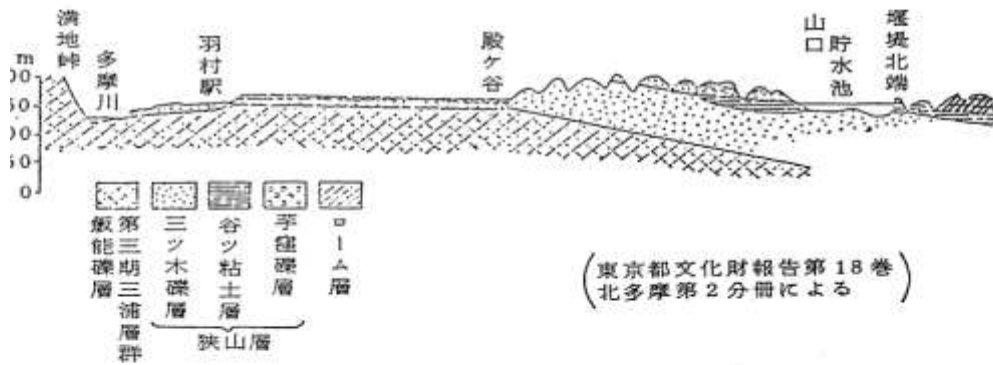 満地峠
多摩川
羽村駅
殿ケ谷
山口
貯水池
堰堤北端
m
00
50
00
50
0
飯能礫層
第三期三浦層群
三ツ木礫層
谷ツ粘土層
芋窪礫層
ローム層
狭山層
(東京都文化財報告第18巻
北多摩第2分冊による)